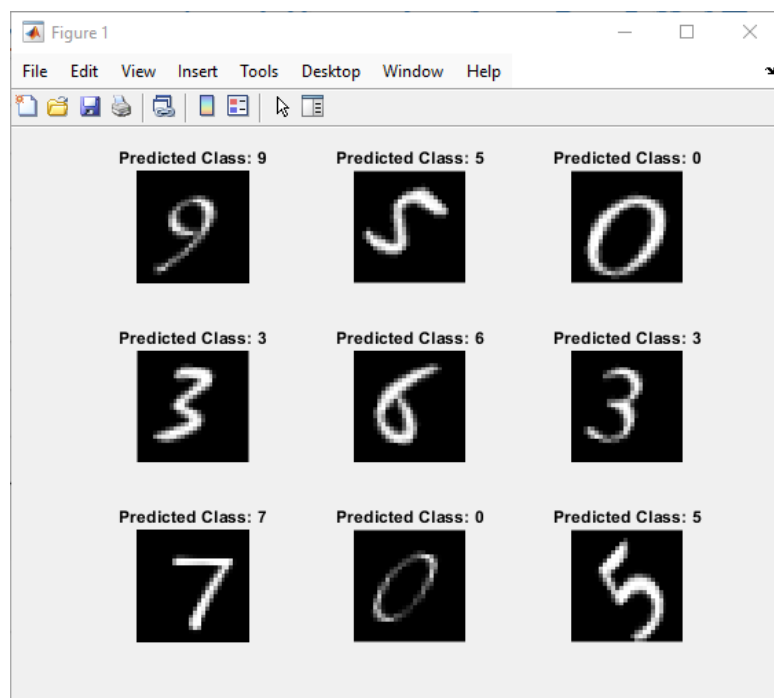 Figure 1
File Edit View Insert Tools Desktop Window Help
Predicted Class: 9 Predicted Class: 5 Predicted Class: 0
9 5 0
Predicted Class: 3 Predicted Class: 6 Predicted Class: 3
3 6 3
Predicted Class: 7 Predicted Class: 0 Predicted Class: 5
7 0 5